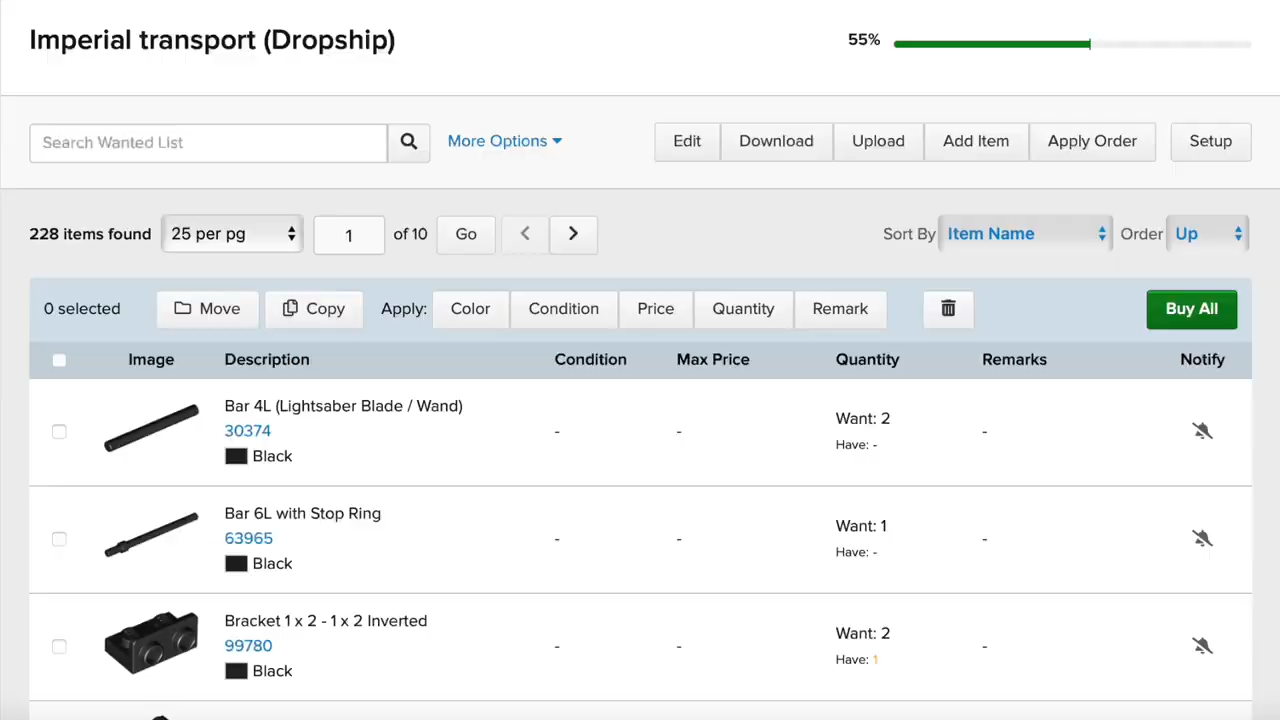 Imperial transport (Dropship)
55%
Search Wanted List
More Options
Edit
Download
Upload
Add Item
Apply Order
Setup
228 items found
25 per pg
1
of 10
Go
Sort By
Item Name
Order
Up
0 selected
Move
Copy
Apply:
Color
Condition
Price
Quantity
Remark
Buy All
Image
Description
Condition
Max Price
Quantity
Remarks
Notify
Bar 4L (Lightsaber Blade / Wand)
30374
Black
-
-
Want: 2
Have: -
-
Bar 6L with Stop Ring
63965
Black
-
-
Want: 1
Have: -
-
Bracket 1 x 2 - 1 x 2 Inverted
99780
Black
-
-
Want: 2
Have: 1
-